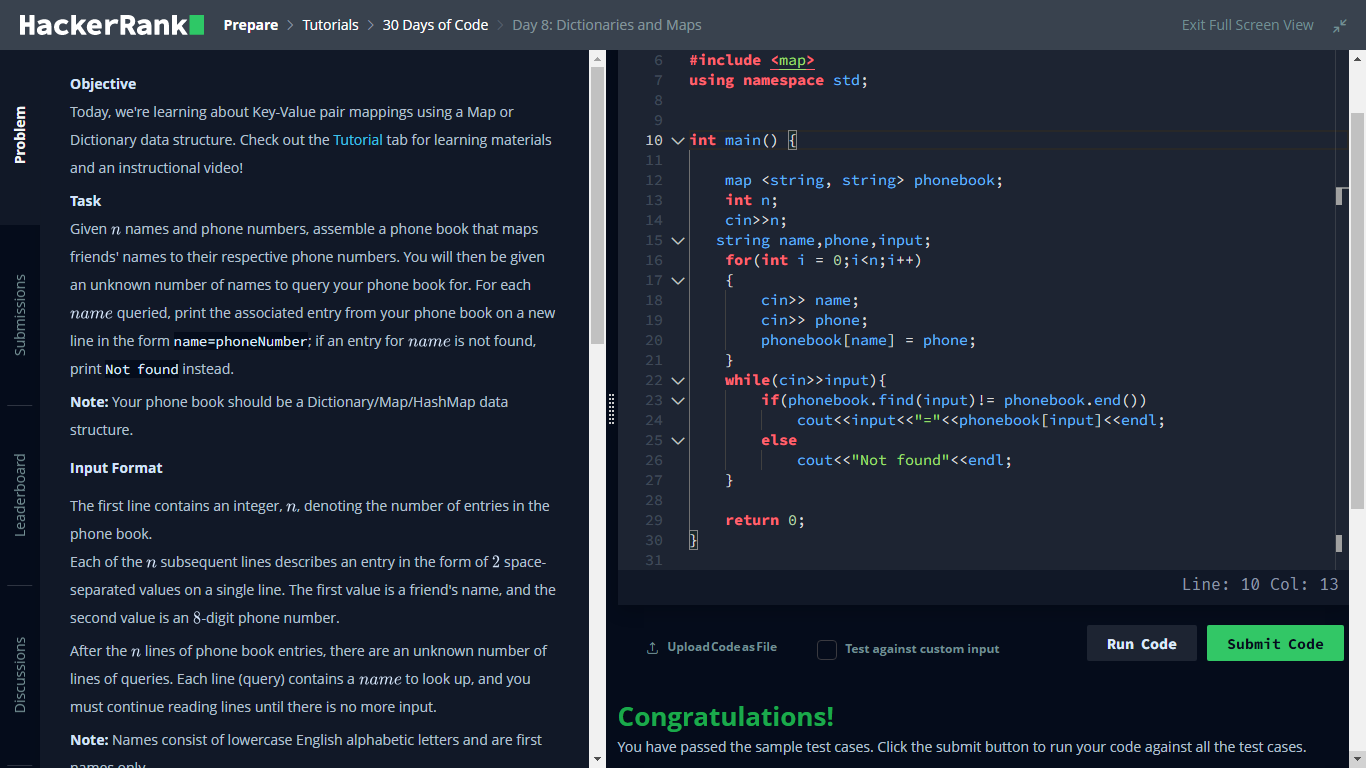 HackerRank Prepare > Tutorials > 30 Days of Code > Day 8: Dictionaries and Maps Exit Full Screen View
Problem
Submissions
Leaderboard
Discussions
Objective
Today, we're learning about Key-Value pair mappings using a Map or
Dictionary data structure. Check out the Tutorial tab for learning materials
and an instructional video!
Task
Given n names and phone numbers, assemble a phone book that maps
friends' names to their respective phone numbers. You will then be given
an unknown number of names to query your phone book for. For each
name queried, print the associated entry from your phone book on a new
line in the form name=phoneNumber; if an entry for name is not found,
print Not found instead.
Note: Your phone book should be a Dictionary/Map/HashMap data
structure.
Input Format
The first line contains an integer, n, denoting the number of entries in the
phone book.
Each of the n subsequent lines describes an entry in the form of 2 space-
separated values on a single line. The first value is a friend's name, and the
second value is an 8-digit phone number.
After the n lines of phone book entries, there are an unknown number of
lines of queries. Each line (query) contains a name to look up, and you
must continue reading lines until there is no more input.
Note: Names consist of lowercase English alphabetic letters and are first
names only.
6 #include <map>
7 using namespace std;
8
9
10 int main() {
11
12 map <string, string> phonebook;
13 int n;
14 cin>>n;
15 string name,phone,input;
16 for(int i = 0;i<n;i++)
17 {
18 cin>> name;
19 cin>> phone;
20 phonebook[name] = phone;
21 }
22 while(cin>>input){
23 if(phonebook.find(input)!= phonebook.end())
24 cout<<input<<"="<<phonebook[input]<<endl;
25 else
26 cout<<"Not found"<<endl;
27 }
28
29 return 0;
30 }
31
Line: 10 Col: 13
Upload Code as File Test against custom input Run Code Submit Code
Congratulations!
You have passed the sample test cases. Click the submit button to run your code against all the test cases.